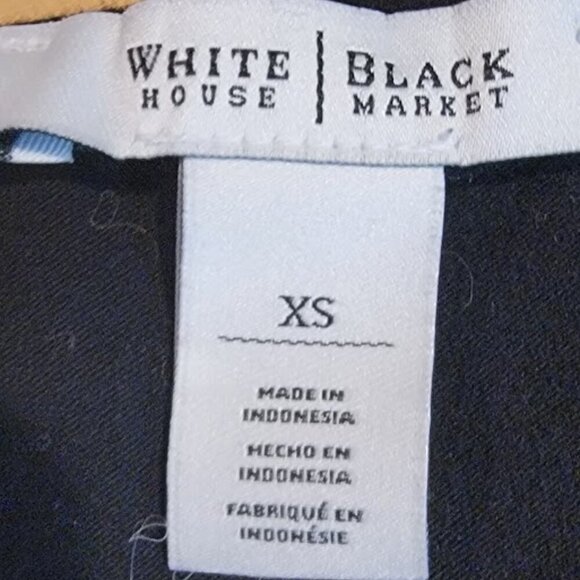 WHITE | BLACK
HOUSE | MARKET
XS
MADE IN
INDONESIA
HECHO EN
INDONESIA
FABRIQUÉ EN
INDONÉSIE